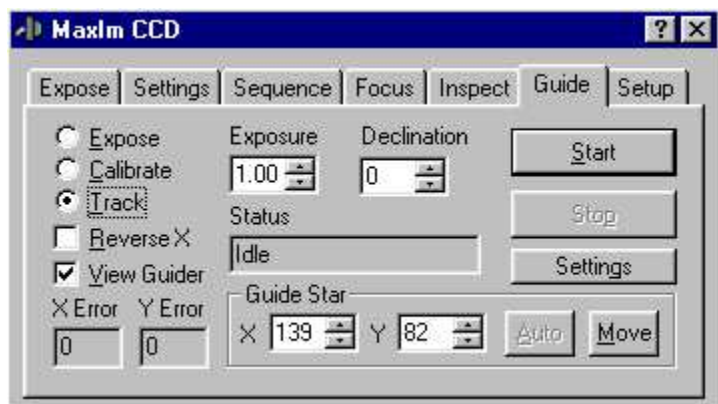 MaxIm CCD ? X
Expose Settings Sequence Focus Inspect Guide Setup
Expose Exposure Declination Start
Calibrate 1.00 0
Track Status Stop
Reverse X Idle
View Guider Settings
X Error Y Error Guide Star
0 0 X 139 Y 82 Auto Move